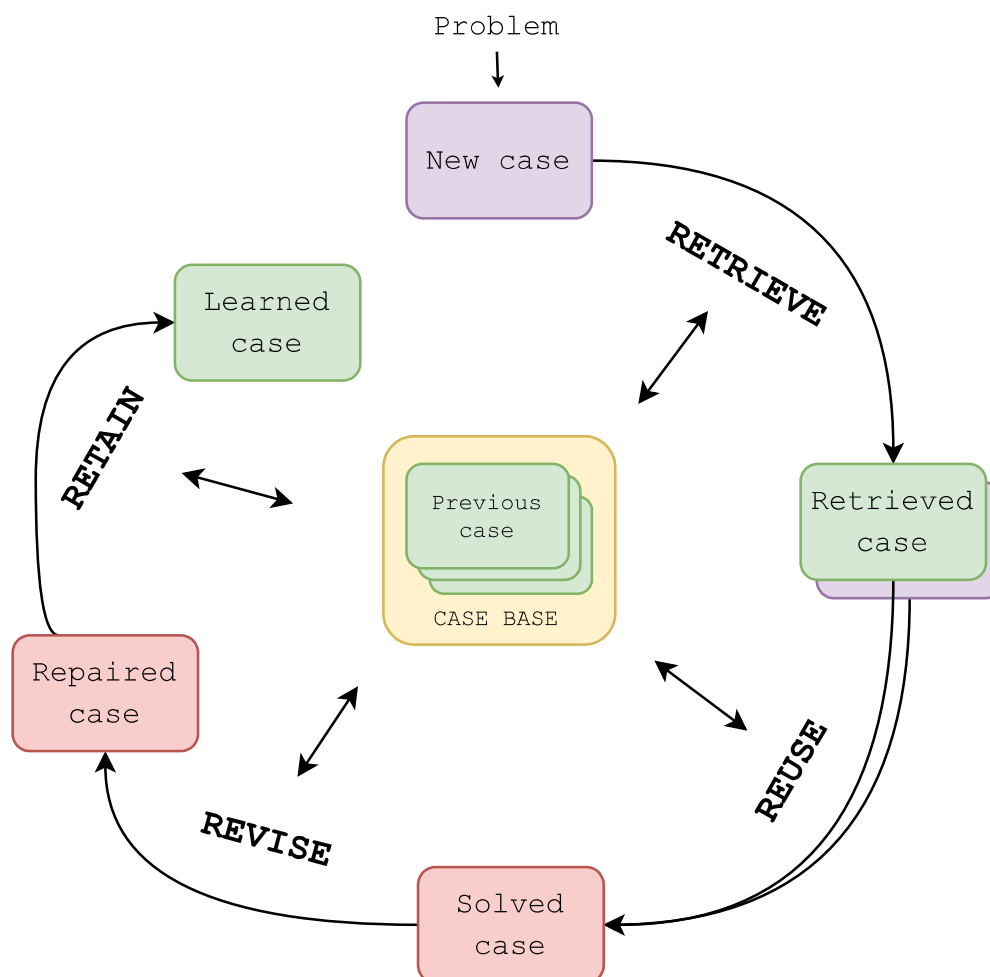 Problem
New case
RETRIEVE
Learned
case
RETAIN
Previous
case
CASE BASE
Retrieved
case
Repaired
case
REUSE
REVISE
Solved
case